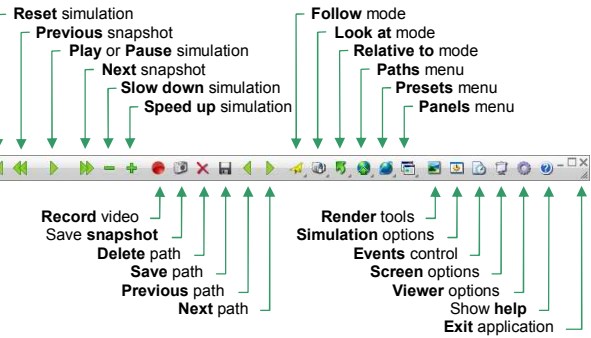 Reset simulation
Previous snapshot
Play or Pause simulation
Next snapshot
Slow down simulation
Speed up simulation
Follow mode
Look at mode
Relative to mode
Paths menu
Presets menu
Panels menu
Record video
Save snapshot
Delete path
Save path
Previous path
Next path
Render tools
Simulation options
Events control
Screen options
Viewer options
Show help
Exit application